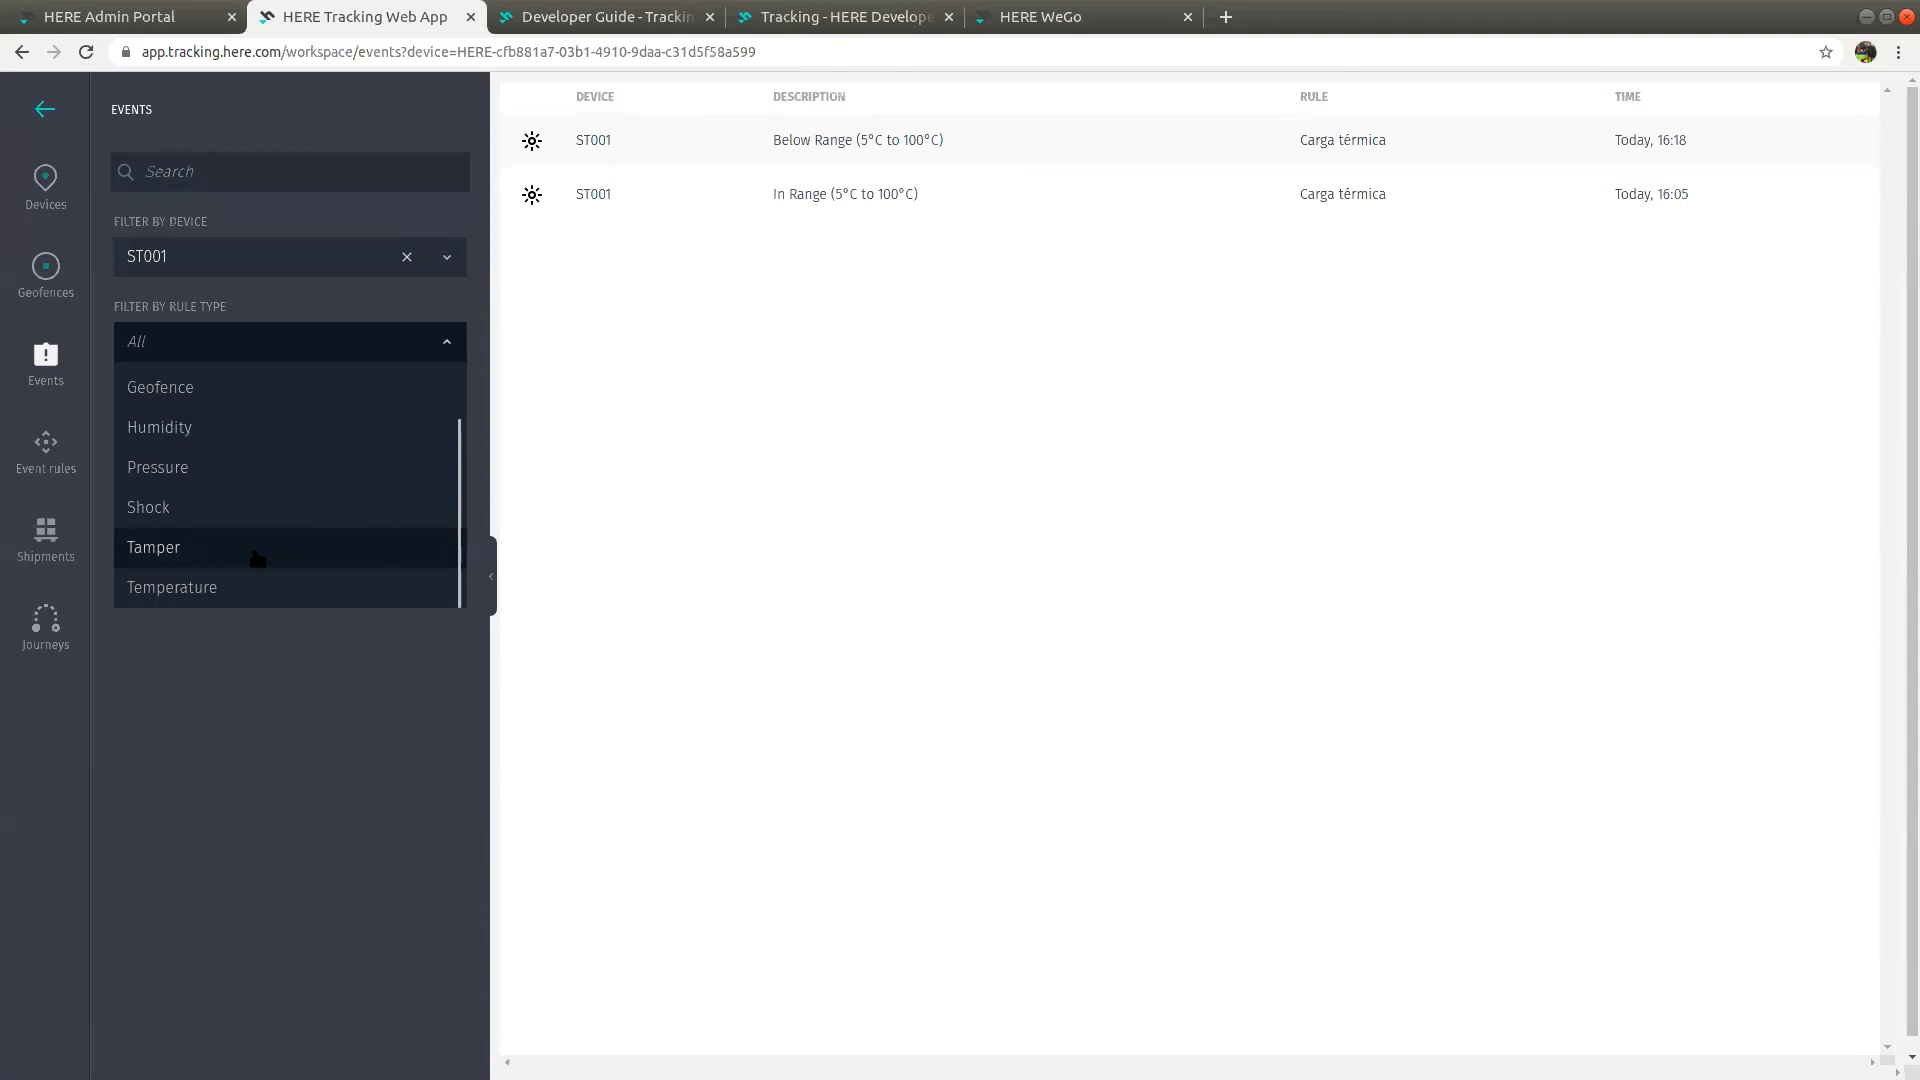 HERE Admin Portal
HERE Tracking Web App
Developer Guide - Trackin
Tracking - HERE Develope
HERE WeGo
app.tracking.here.com/workspace/events?device=HERE-cfb881a7-03b1-4910-9daa-c31d5f58a599
EVENTS
Search
FILTER BY DEVICE
ST001
FILTER BY RULE TYPE
All
Geofence
Humidity
Pressure
Shock
Tamper
Temperature
Devices
Geofences
Events
Event rules
Shipments
Journeys
DEVICE DESCRIPTION RULE TIME
ST001 Below Range (5°C to 100°C) Carga térmica Today, 16:18
ST001 In Range (5°C to 100°C) Carga térmica Today, 16:05